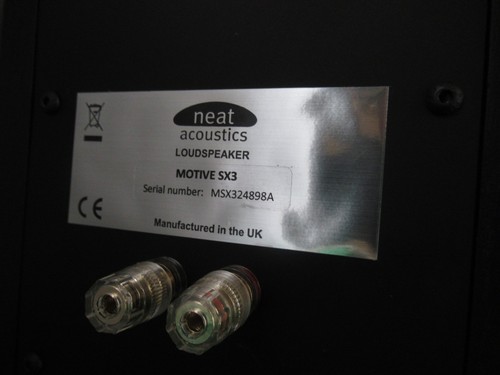 neat
acoustics
LOUDSPEAKER
MOTIVE SX3
Serial number: MSX324898A
CE
Manufactured in the UK